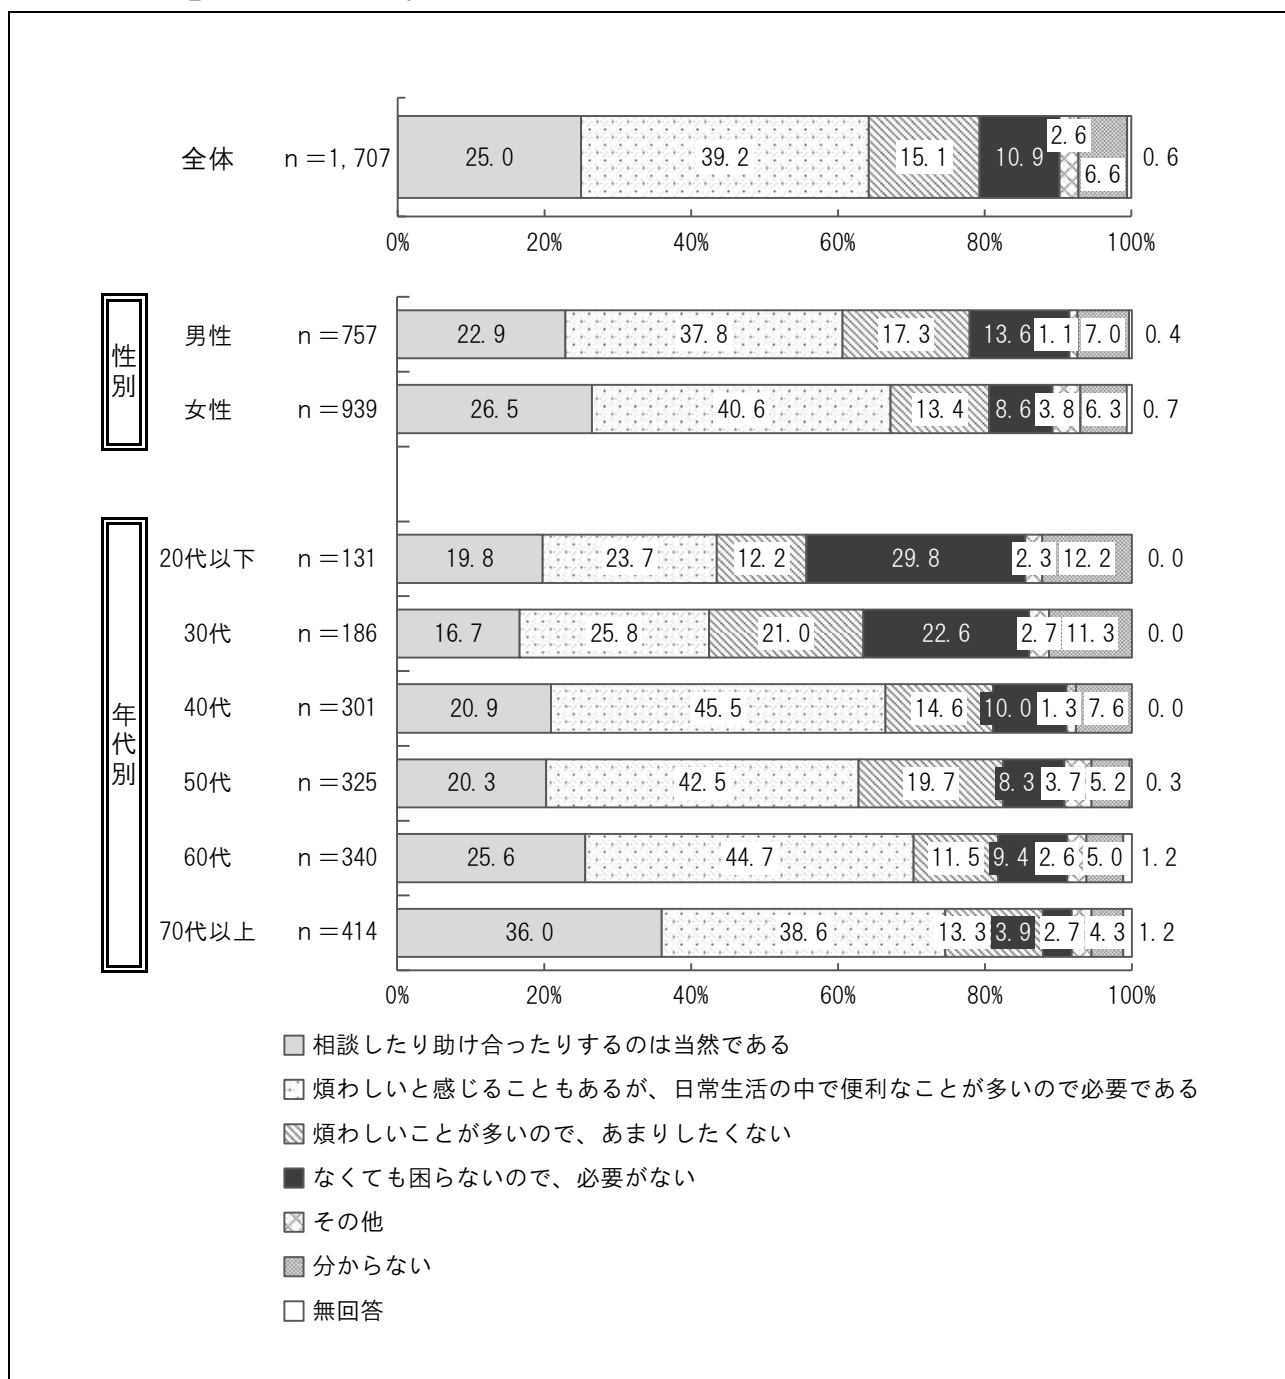 全体 n=1,707 25.0 39.2 15.1 10.9 2.6 6.6 0.6
0% 20% 40% 60% 80% 100%
性別
男性 n=757 22.9 37.8 17.3 13.6 1.1 7.0 0.4
女性 n=939 26.5 40.6 13.4 8.6 3.8 6.3 0.7
年代別
20代以下 n=131 19.8 23.7 12.2 29.8 2.3 12.2 0.0
30代 n=186 16.7 25.8 21.0 22.6 2.7 11.3 0.0
40代 n=301 20.9 45.5 14.6 10.0 1.3 7.6 0.0
50代 n=325 20.3 42.5 19.7 8.3 3.7 5.2 0.3
60代 n=340 25.6 44.7 11.5 9.4 2.6 5.0 1.2
70代以上 n=414 36.0 38.6 13.3 3.9 2.7 4.3 1.2
0% 20% 40% 60% 80% 100%
相談したり助け合ったりするのは当然である
煩わしいと感じることもあるが、日常生活の中で便利なことが多いので必要である
煩わしいことが多いので、あまりしたくない
なくても困らないので、必要がない
その他
分からない
無回答